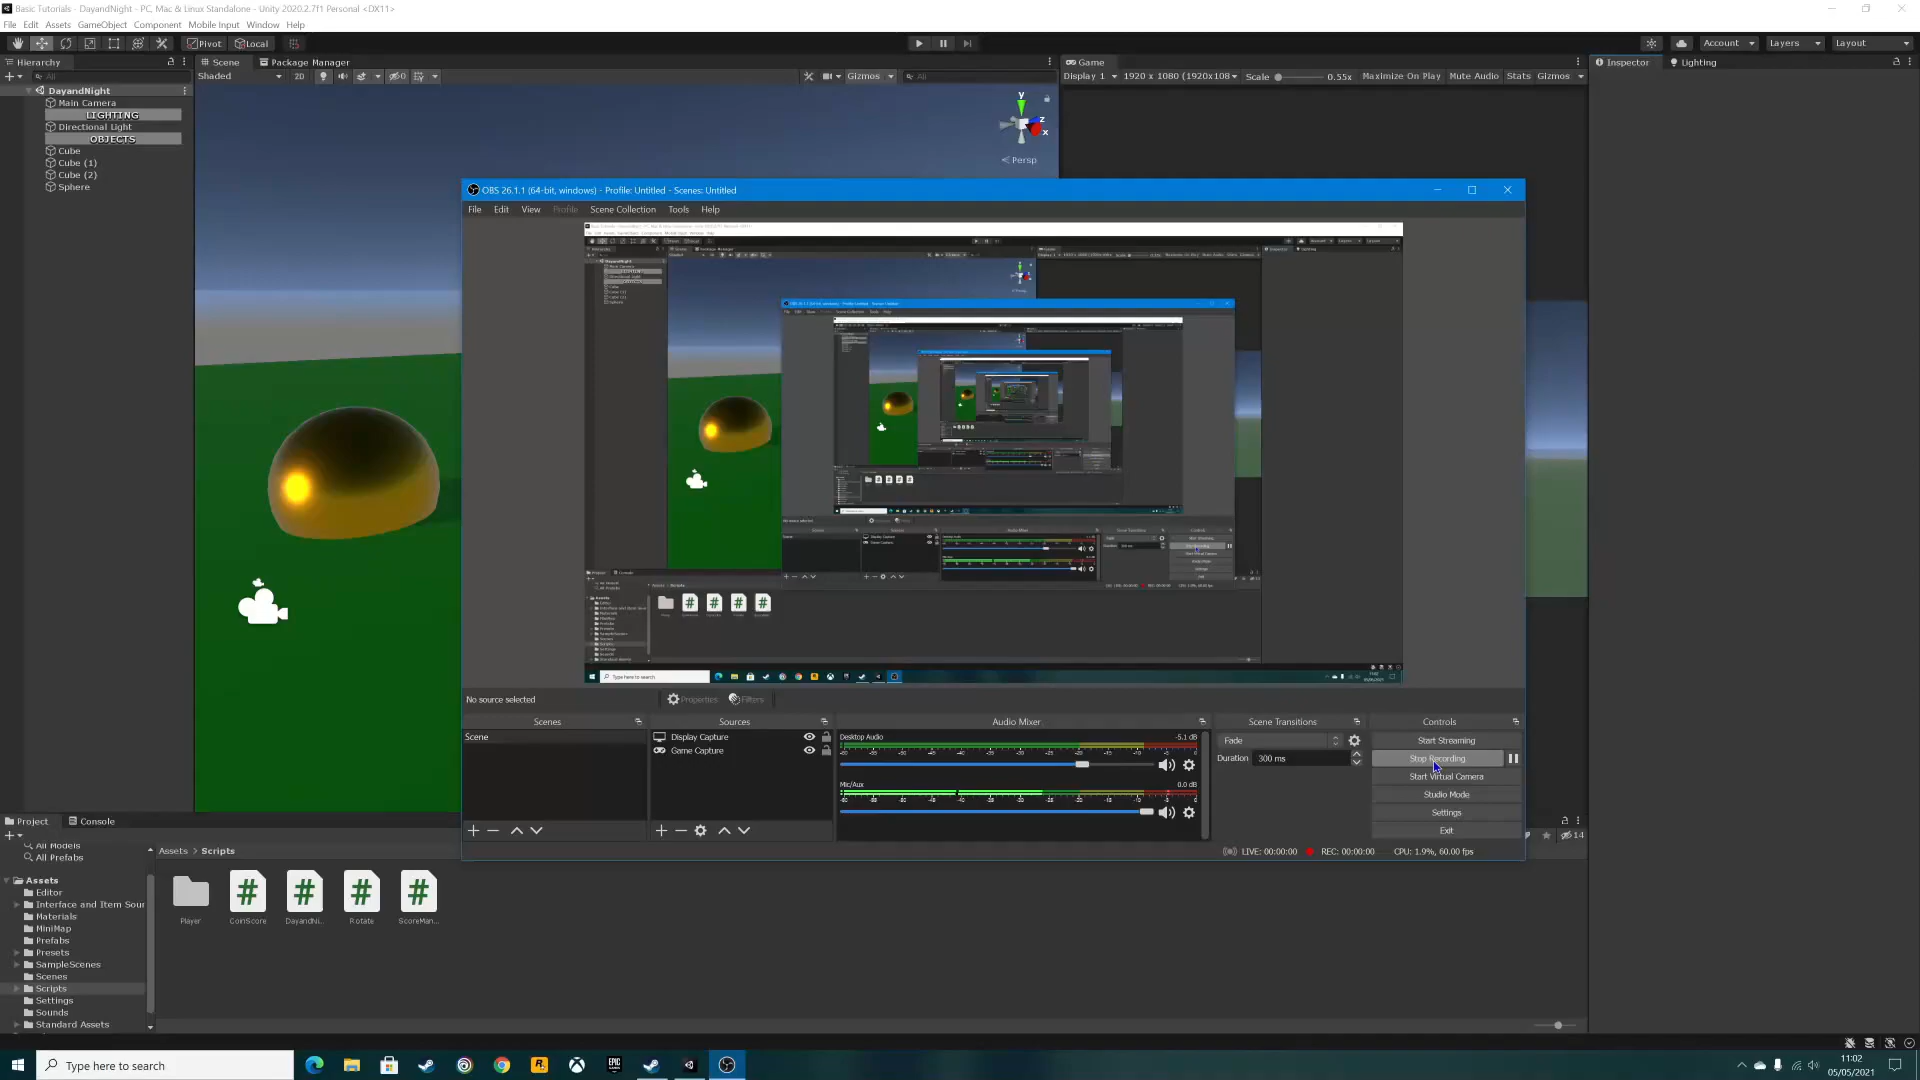 Basic Tutorials - DayandNight - PC, Mac & Linux Standalone - Unity 2020.2.7f1 Personal <DX11>
File Edit Assets GameObject Component Mobile Input Window Help
Pivot Local Account Layers Layout
Hierarchy Scene Package Manager Game Inspector Lighting
All Shaded 2D 0 Gizmos All Display 1 1920 x 1080 (1920x108 Scale 0.55x Maximize On Play Mute Audio Stats Gizmos
DayandNight
Main Camera
LIGHTING
Directional Light
OBJECTS
Cube
Cube (1)
Cube (2)
Sphere
y
z
x
Persp
OBS 26.1.1 (64-bit, windows) - Profile: Untitled - Scenes: Untitled
File Edit View Profile Scene Collection Tools Help
No source selected Properties Filters
Scenes Sources Audio Mixer Scene Transitions Controls
Scene
Display Capture
Game Capture
Desktop Audio -5.1 dB
Mic/Aux 0.0 dB
Fade
Duration 300 ms
Start Streaming
Stop Recording
Start Virtual Camera
Studio Mode
Settings
Exit
LIVE: 00:00:00 REC: 00:00:00 CPU: 1.9%, 60.00 fps
Project Console
14
All Models
All Prefabs
Assets > Scripts
Assets
Editor
Interface and Item Sour
Materials
MiniMap
Prefabs
Presets
SampleScenes
Scenes
Scripts
Settings
Sounds
Standard Assets
Player CoinScore DayandNi... Rotate ScoreMan...
Type here to search
11:02
05/05/2021